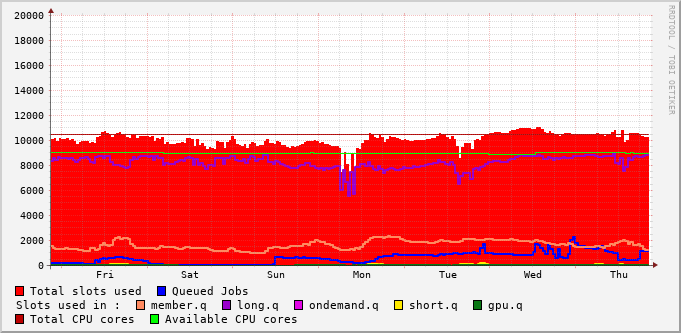 20000
18000
16000
14000
12000
10000
8000
6000
4000
2000
0
Fri Sat Sun Mon Tue Wed Thu
Total slots used Queued Jobs
Slots used in : member.q long.q ondemand.q short.q gpu.q
Total CPU cores Available CPU cores
RRDTOOL / TOBI OETIKER